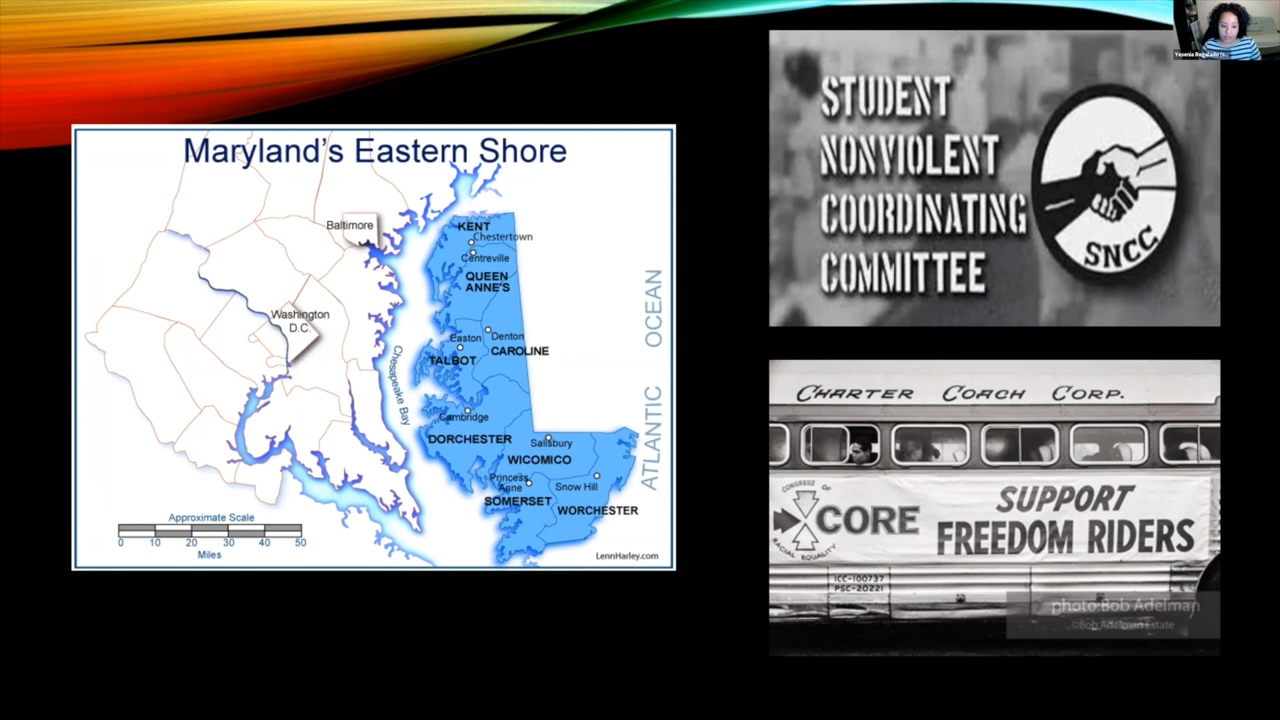 Yesenia Regalado (s...
Maryland's Eastern Shore
Baltimore
KENT
Chestertown
Centreville
QUEEN
ANNE'S
Washington
D.C.
Easton
Denton
TALBOT
CAROLINE
Chesapeake Bay
ATLANTIC OCEAN
Cambridge
DORCHESTER
Salisbury
WICOMICO
Princess
Anne
Snow Hill
SOMERSET
WORCHESTER
Approximate Scale
0 10 20 30 40 50
Miles
LennHarley.com
STUDENT
NONVIOLENT
COORDINATING
COMMITTEE
SNCC
CHARTER COACH CORP.
CONGRESS OF
RACIAL EQUALITY
CORE
SUPPORT
FREEDOM RIDERS
ICC-100737
PSC-20221
photo:Bob Adelman
©Bob Adelman Estate